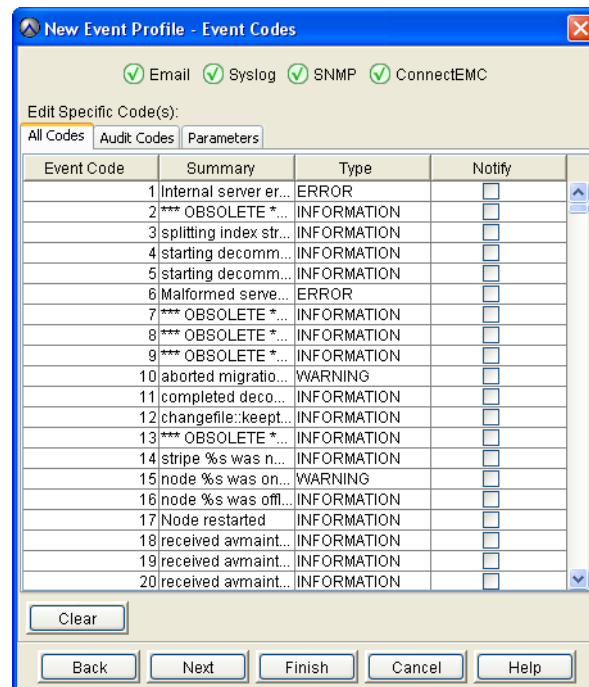 New Event Profile - Event Codes
Email Syslog SNMP ConnectEMC
Edit Specific Code(s):
All Codes Audit Codes Parameters
Event Code Summary Type Notify
1 Internal server er... ERROR
2 *** OBSOLETE *... INFORMATION
3 splitting index str... INFORMATION
4 starting decomm... INFORMATION
5 starting decomm... INFORMATION
6 Malformed serve... ERROR
7 *** OBSOLETE *... INFORMATION
8 *** OBSOLETE *... INFORMATION
9 *** OBSOLETE *... INFORMATION
10 aborted migratio... WARNING
11 completed deco... INFORMATION
12 changefile::keept... INFORMATION
13 *** OBSOLETE *... INFORMATION
14 stripe %s was n... INFORMATION
15 node %s was on... WARNING
16 node %s was offl... INFORMATION
17 Node restarted INFORMATION
18 received avmaint... INFORMATION
19 received avmaint... INFORMATION
20 received avmaint... INFORMATION
Clear
Back Next Finish Cancel Help